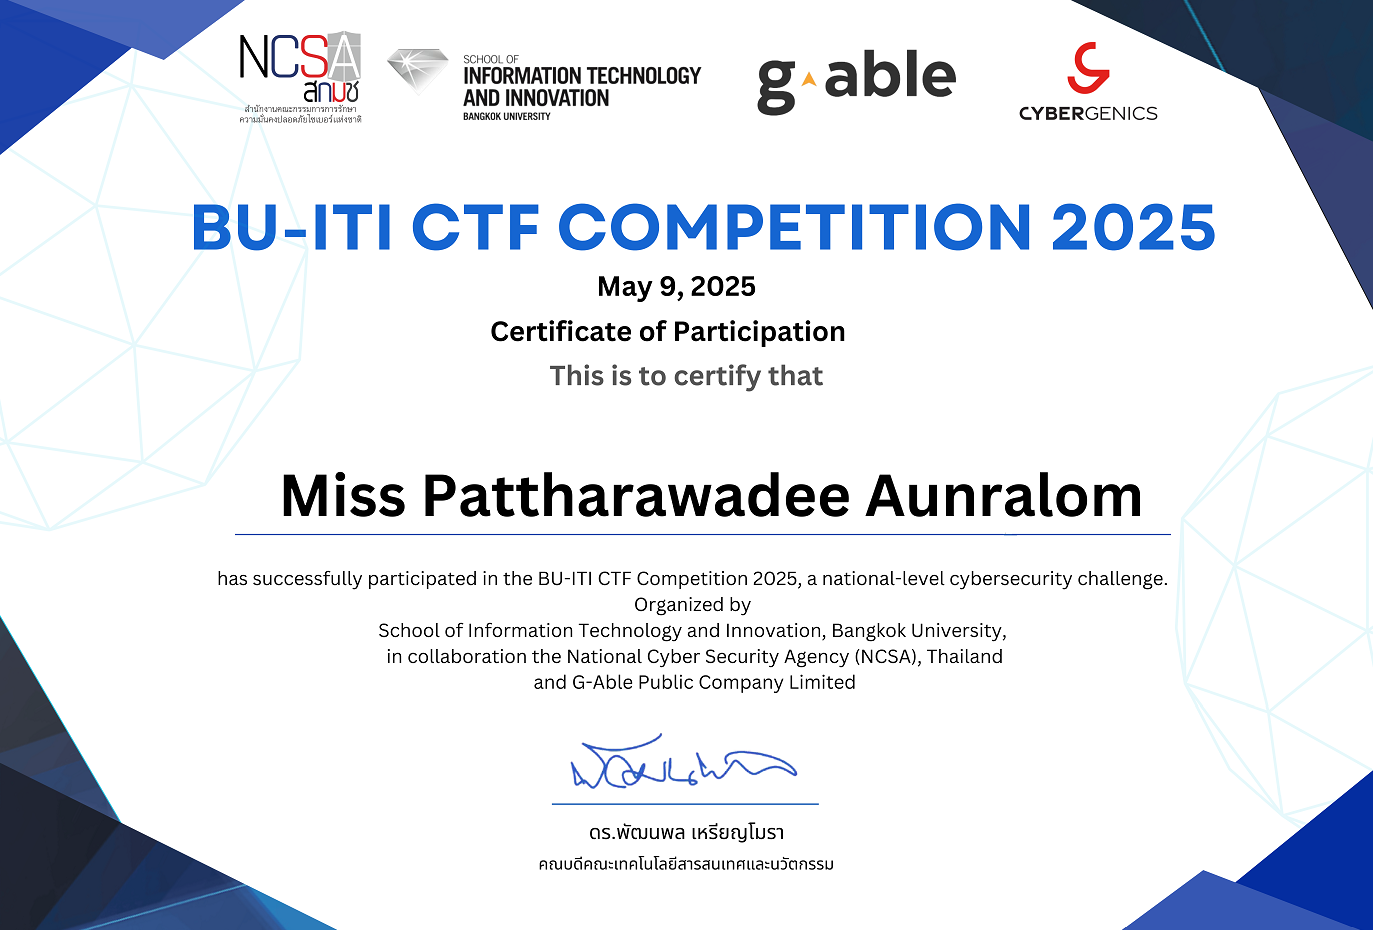 NCSA
สกมช
สำนักงานคณะกรรมการการรักษา
ความมั่นคงปลอดภัยไซเบอร์แห่งชาติ
SCHOOL OF
INFORMATION TECHNOLOGY
AND INNOVATION
BANGKOK UNIVERSITY
g able
CYBERGENICS
BU-ITI CTF COMPETITION 2025
May 9, 2025
Certificate of Participation
This is to certify that
Miss Pattharawadee Aunralom
has successfully participated in the BU-ITI CTF Competition 2025, a national-level cybersecurity challenge.
Organized by
School of Information Technology and Innovation, Bangkok University,
in collaboration the National Cyber Security Agency (NCSA), Thailand
and G-Able Public Company Limited
ดร.พัฒนพล เหรียญโมรา
คณบดีคณะเทคโนโลยีสารสนเทศและนวัตกรรม